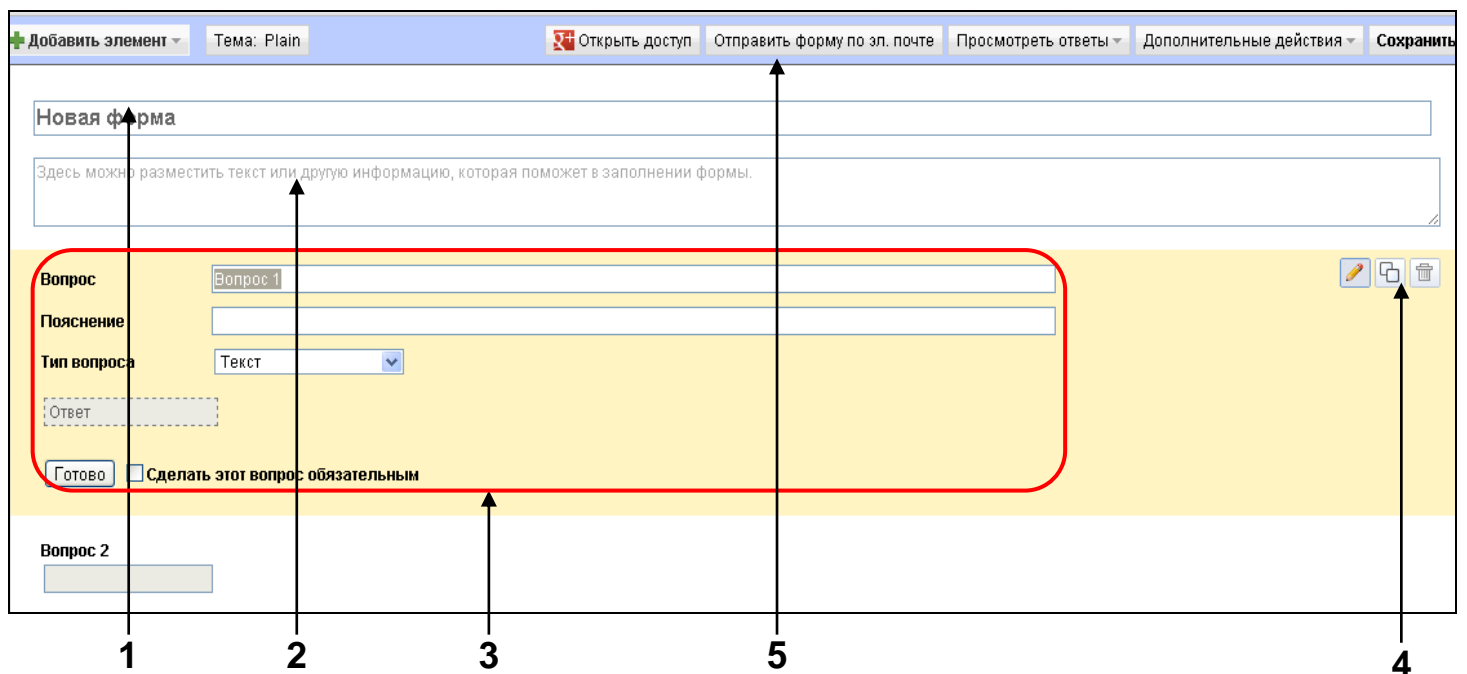 Добавить элемент Тема: Plain Открыть доступ Отправить форму по эл. почте Просмотреть ответы Дополнительные действия Сохранить
Новая форма
Здесь можно разместить текст или другую информацию, которая поможет в заполнении формы.
Вопрос Вопрос 1
Пояснение
Тип вопроса Текст
Ответ
Готово Сделать этот вопрос обязательным
Вопрос 2
1 2 3 5 4